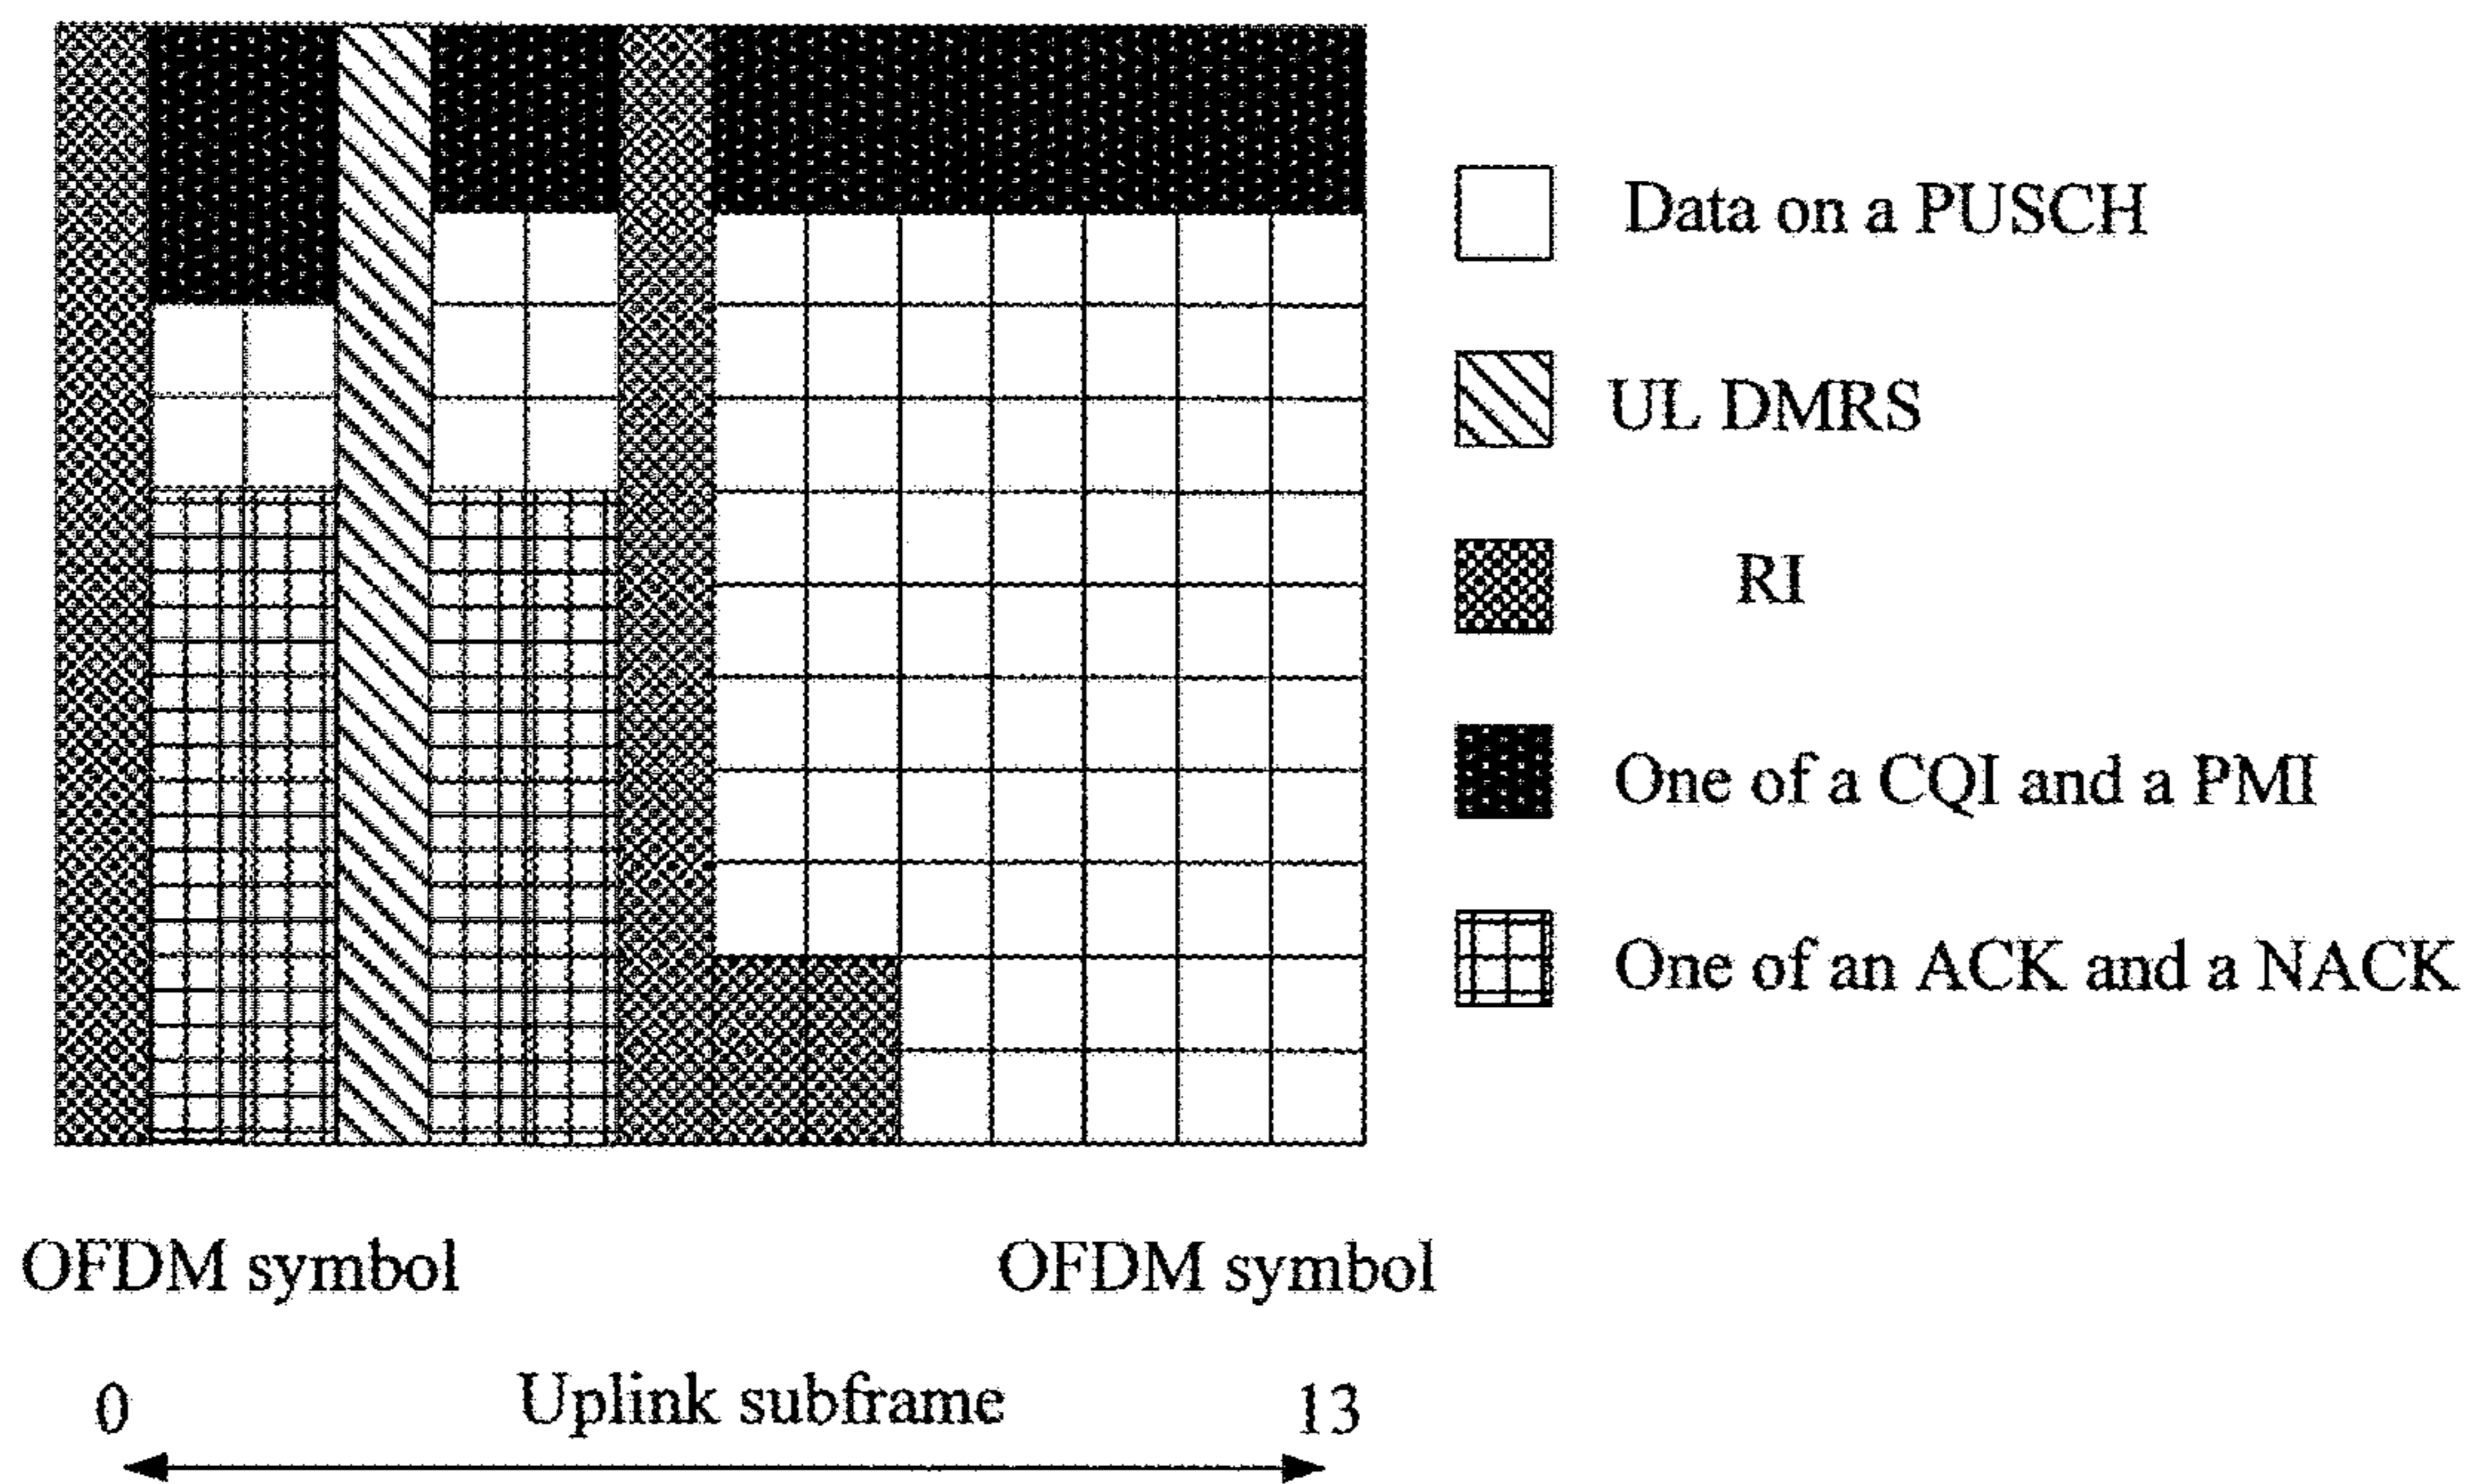 Data on a PUSCH
UL DMRS
RI
One of a CQI and a PMI
One of an ACK and a NACK
OFDM symbol OFDM symbol
0 Uplink subframe 13